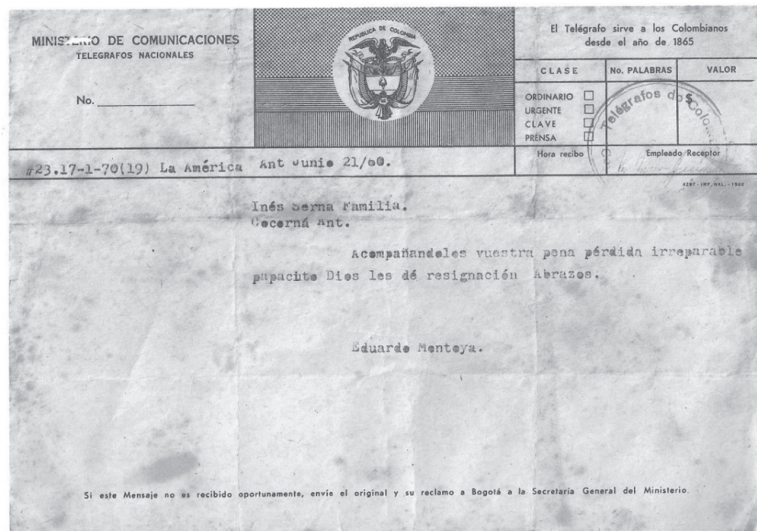 MINISTERIO DE COMUNICACIONES
TELEGRAFOS NACIONALES
No.
REPUBLICA DE COLOMBIA
El Telégrafo sirve a los Colombianos
desde el año de 1865
CLASE No. PALABRAS VALOR
ORDINARIO
URGENTE
CLAVE
PRENSA
$
Telégrafos de Colo
Hora recibo Empleado Receptor
#23.17-1-70(19) La América Ant Junio 21/60.
Inés Serna Familia.
Cocorná Ant.
Acompañandoles vuestra pena pérdida irreparable
papacito Dios les dé resignación Abrazos.
Eduardo Montoya.
Si este Mensaje no es recibido oportunamente, envíe el original y su reclamo a Bogotá a la Secretaría General del Ministerio.